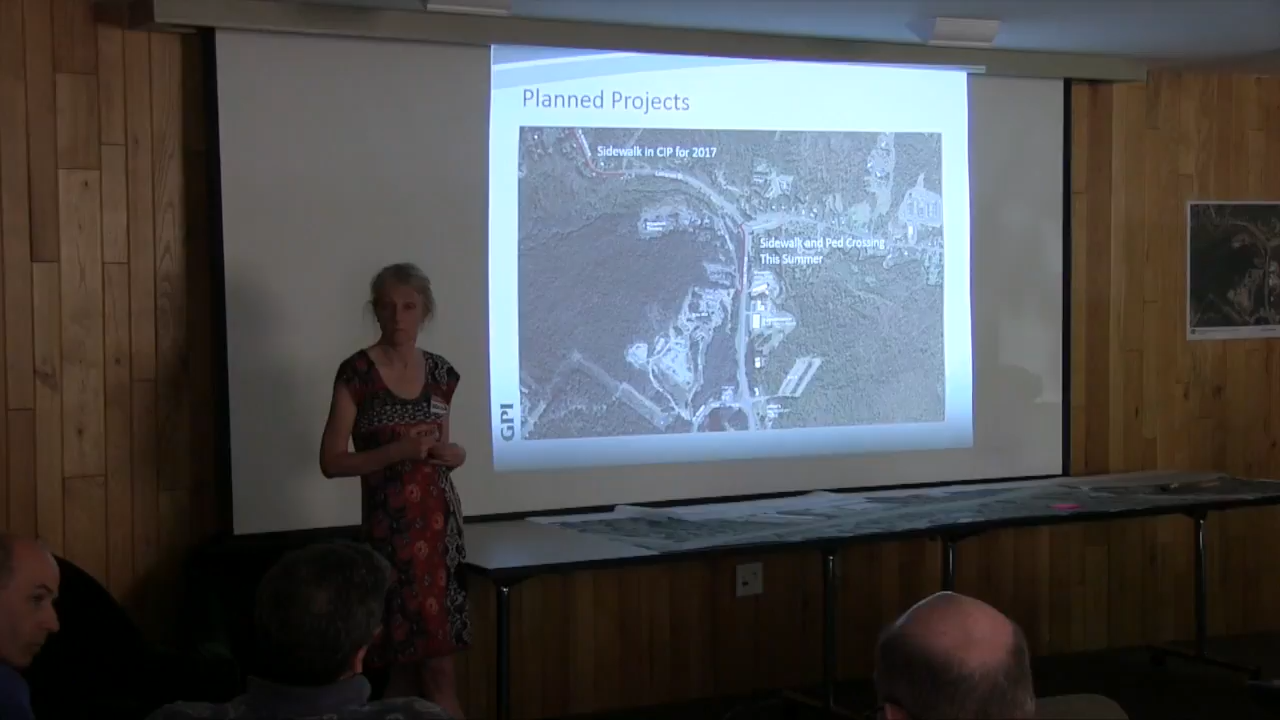 Planned Projects
Sidewalk in CIP for 2017
Sidewalk and Ped Crossing
This Summer
GPI